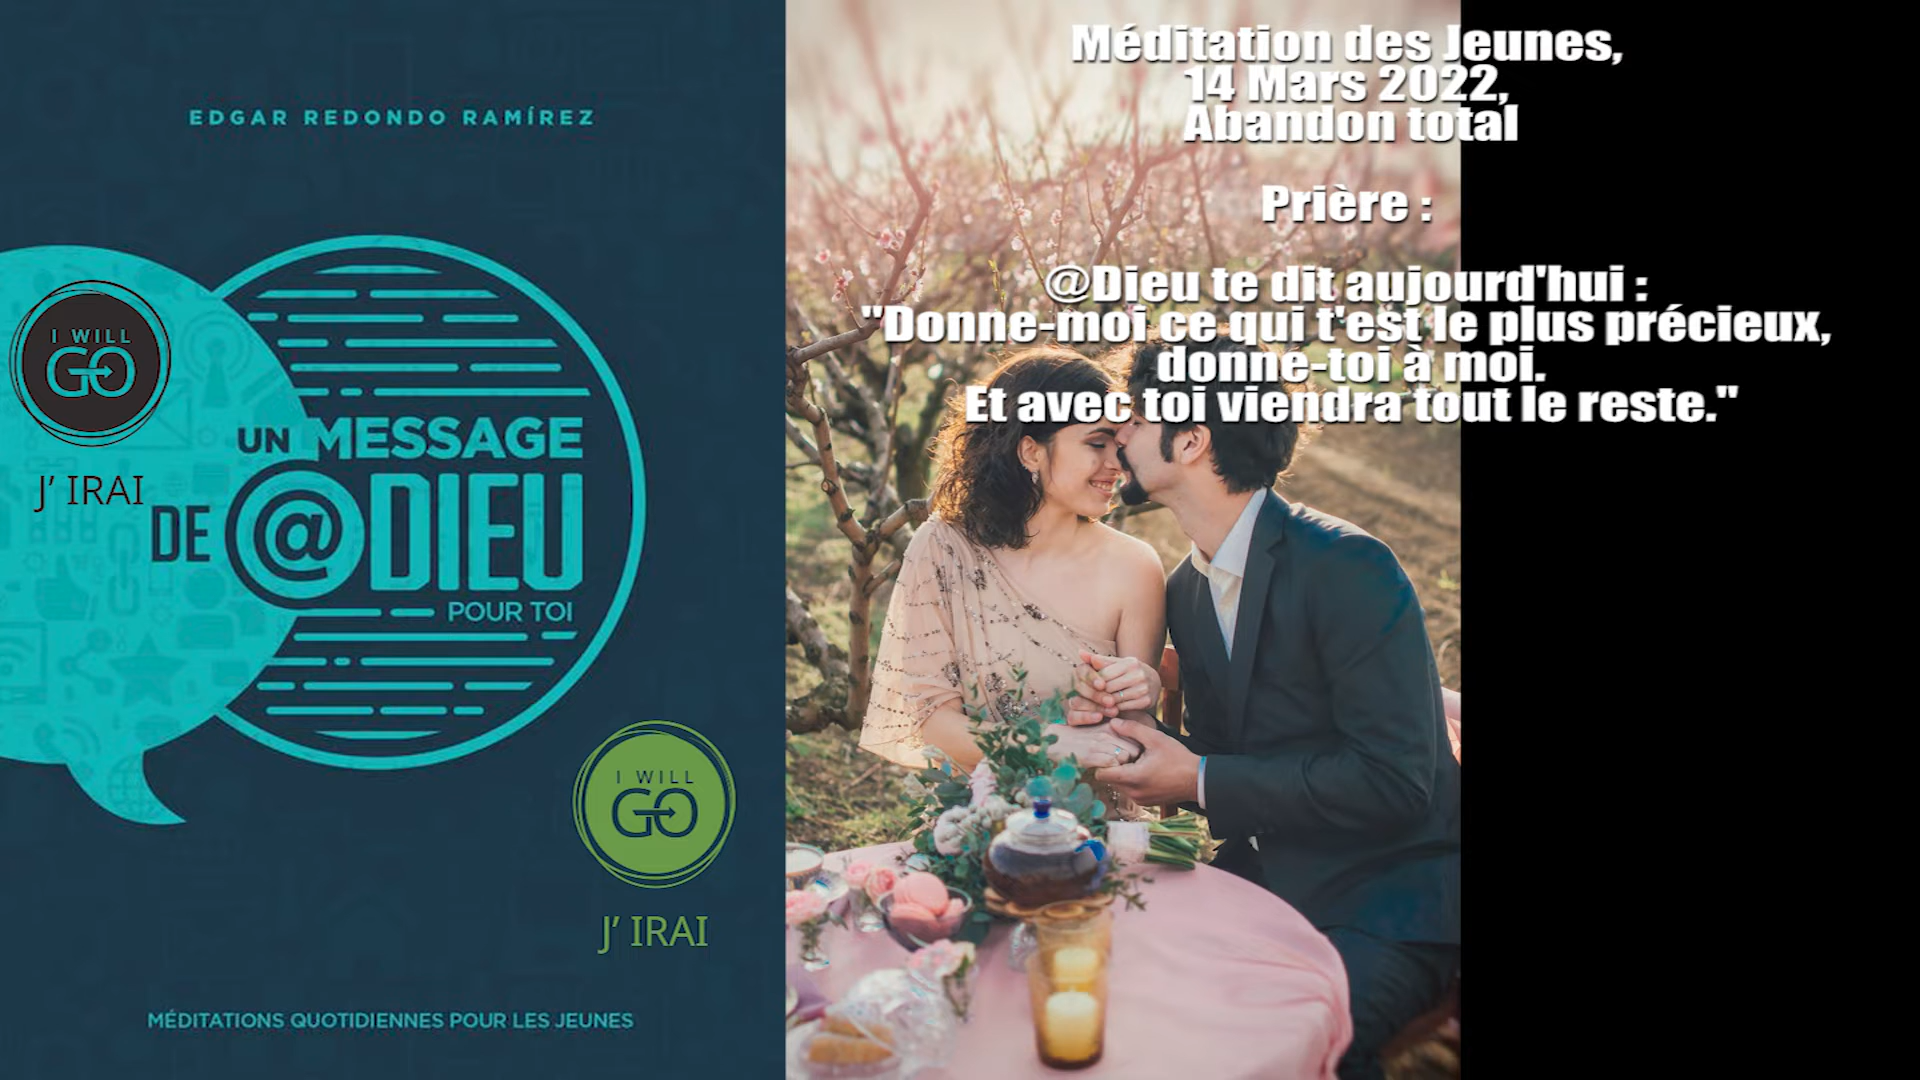 EDGAR REDONDO RAMÍREZ
I WILL
GO
J' IRAI
UN MESSAGE
DE @DIEU
POUR TOI
I WILL
GO
J' IRAI
MÉDITATIONS QUOTIDIENNES POUR LES JEUNES
Méditation des Jeunes,
14 Mars 2022,
Abandon total
Prière :
@Dieu te dit aujourd'hui :
"Donne-moi ce qui t'est le plus précieux,
donne-toi à moi.
Et avec toi viendra tout le reste."